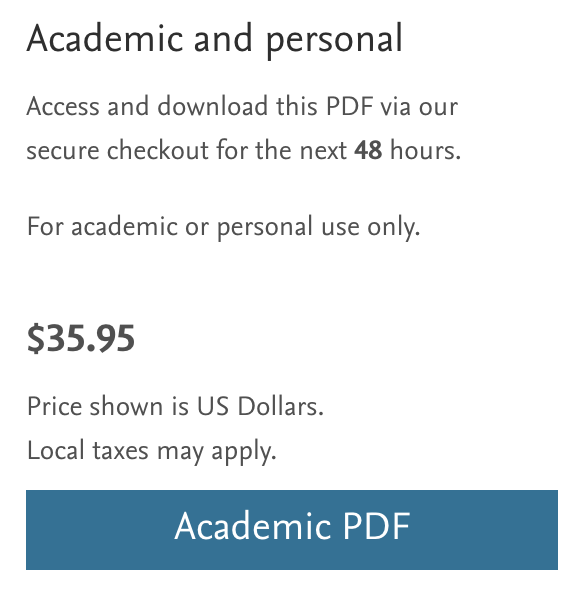 Academic and personal
Access and download this PDF via our
secure checkout for the next 48 hours.
For academic or personal use only.
$35.95
Price shown is US Dollars.
Local taxes may apply.
Academic PDF